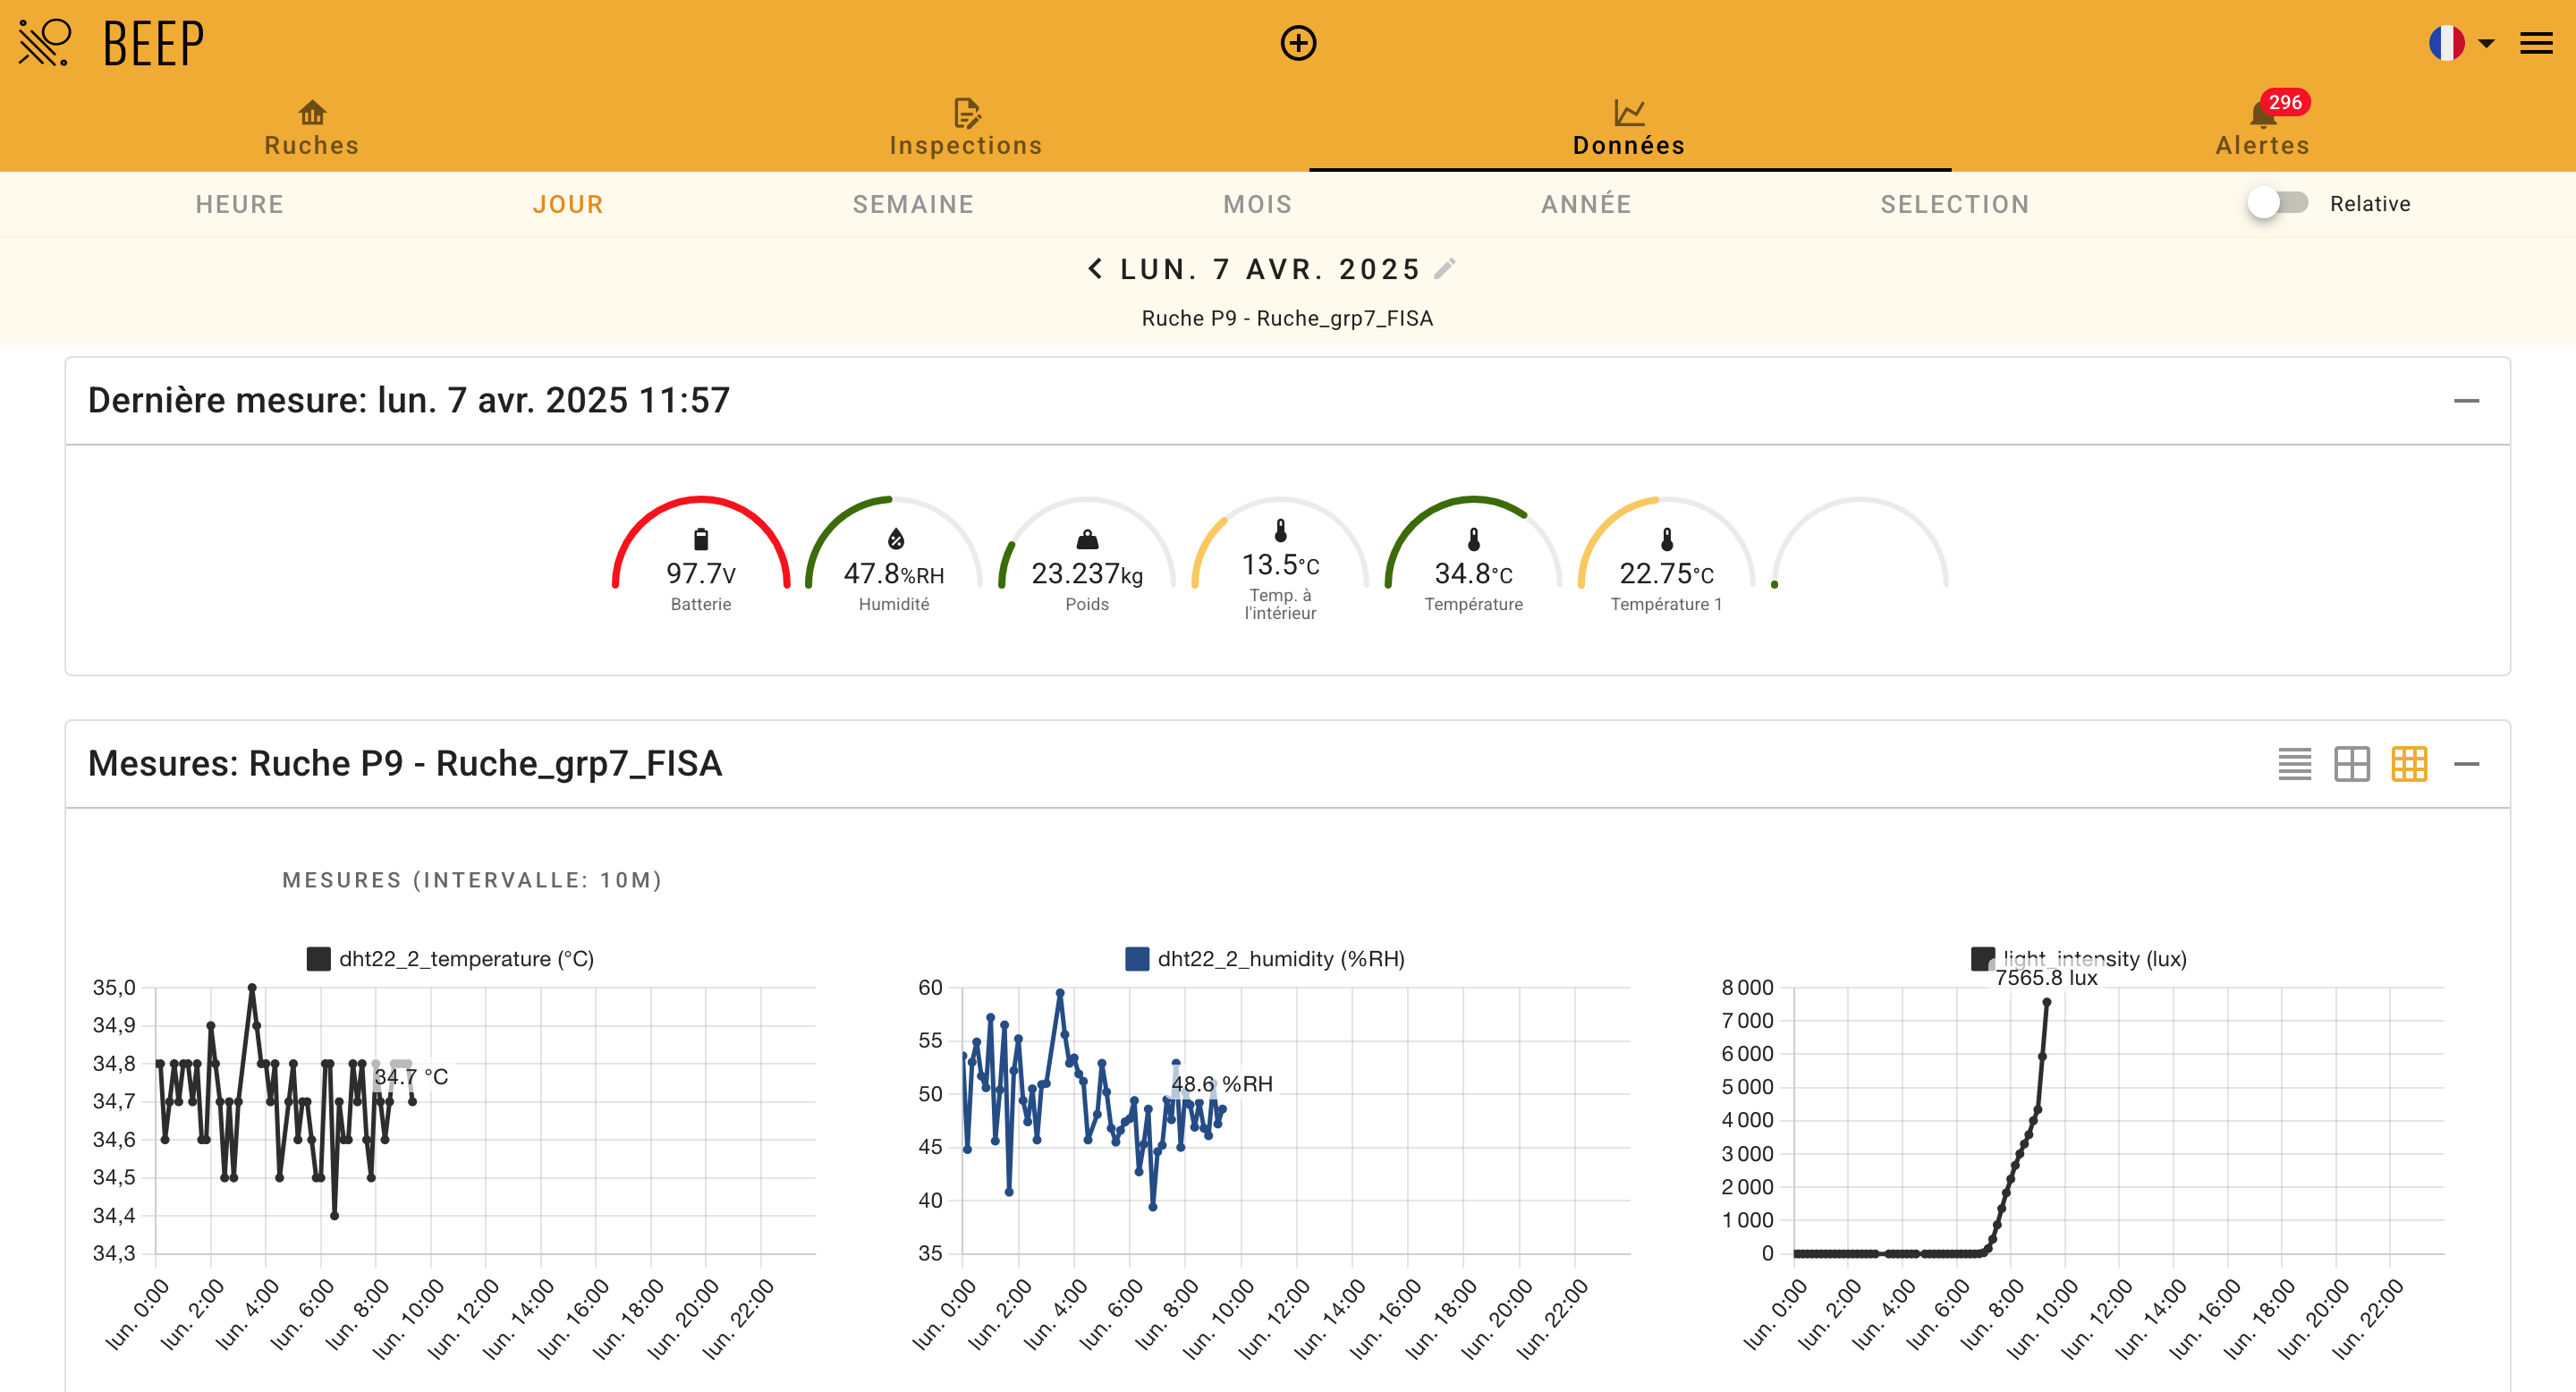 BEEP
Ruches
Inspections
Données
296
Alertes
HEURE
JOUR
SEMAINE
MOIS
ANNÉE
SELECTION
Relative
LUN. 7 AVR. 2025
Ruche P9 - Ruche_grp7_FISA
Dernière mesure: lun. 7 avr. 2025 11:57
97.7V
Batterie
47.8%RH
Humidité
23.237kg
Poids
13.5°C
Temp. à
l'intérieur
34.8°C
Température
22.75°C
Température 1
Mesures: Ruche P9 - Ruche_grp7_FISA
MESURES (INTERVALLE: 10M)
dht22_2_temperature (°C)
35,0
34,9
34,8
34,7
34,6
34,5
34,4
34,3
34.7 °C
lun. 0:00
lun. 2:00
lun. 4:00
lun. 6:00
lun. 8:00
lun. 10:00
lun. 12:00
lun. 14:00
lun. 16:00
lun. 18:00
lun. 20:00
lun. 22:00
dht22_2_humidity (%RH)
60
55
50
45
40
35
48.6 %RH
lun. 0:00
lun. 2:00
lun. 4:00
lun. 6:00
lun. 8:00
lun. 10:00
lun. 12:00
lun. 14:00
lun. 16:00
lun. 18:00
lun. 20:00
lun. 22:00
light_intensity (lux)
7565.8 lux
8 000
7 000
6 000
5 000
4 000
3 000
2 000
1 000
0
lun. 0:00
lun. 2:00
lun. 4:00
lun. 6:00
lun. 8:00
lun. 10:00
lun. 12:00
lun. 14:00
lun. 16:00
lun. 18:00
lun. 20:00
lun. 22:00